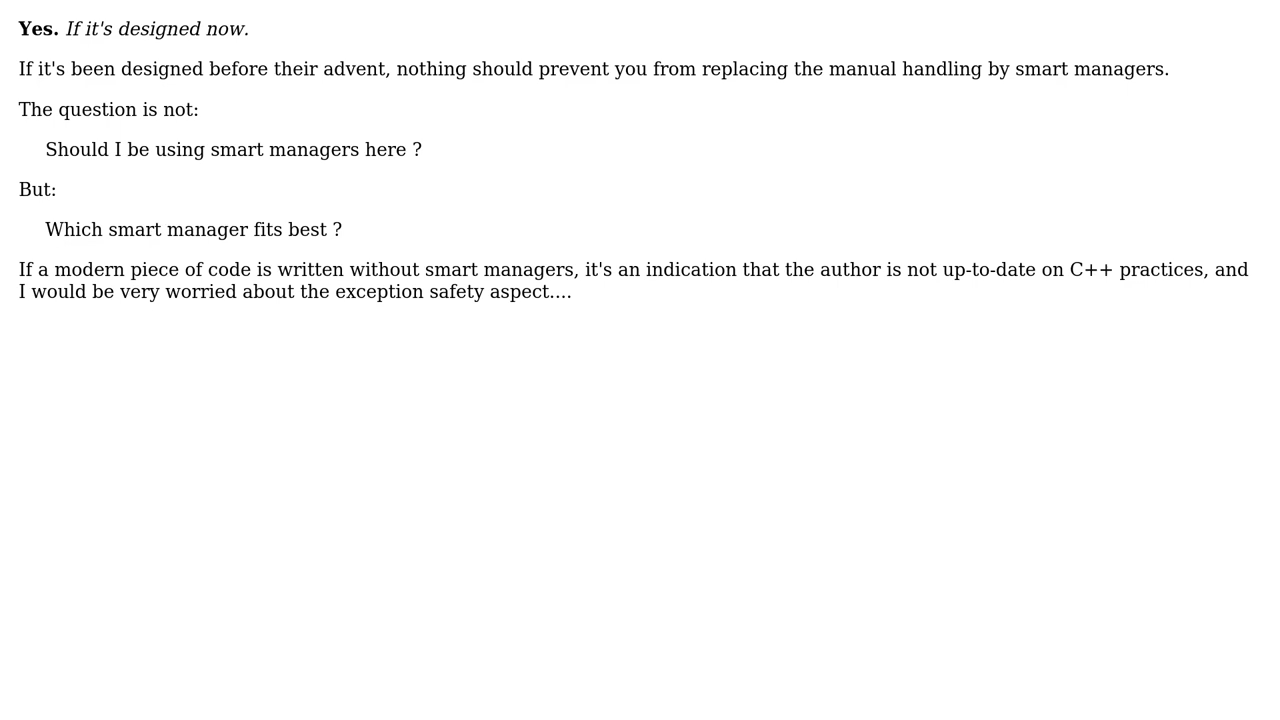 Yes. If it's designed now.
If it's been designed before their advent, nothing should prevent you from replacing the manual handling by smart managers.
The question is not:
Should I be using smart managers here ?
But:
Which smart manager fits best ?
If a modern piece of code is written without smart managers, it's an indication that the author is not up-to-date on C++ practices, and
I would be very worried about the exception safety aspect....